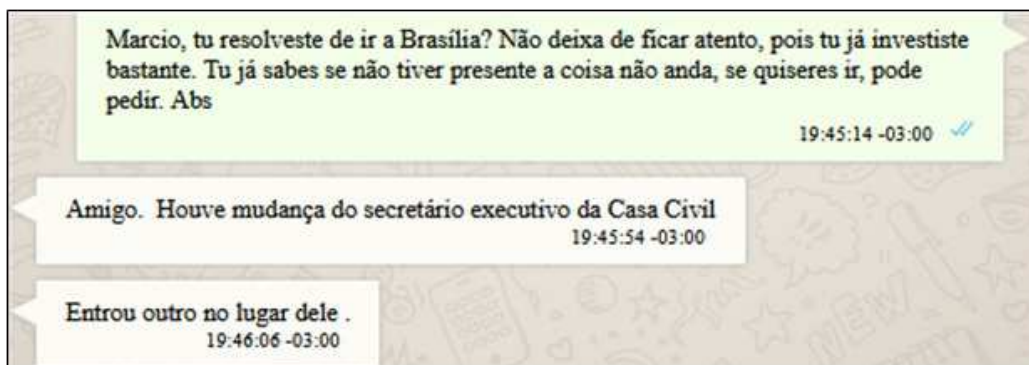 Marcio, tu resolveste de ir a Brasília? Não deixa de ficar atento, pois tu já investiste
bastante. Tu já sabes se não tiver presente a coisa não anda, se quiseres ir, pode
pedir. Abs
19:45:14 -03:00
Amigo. Houve mudança do secretário executivo da Casa Civil
19:45:54 -03:00
Entrou outro no lugar dele .
19:46:06 -03:00
NEW